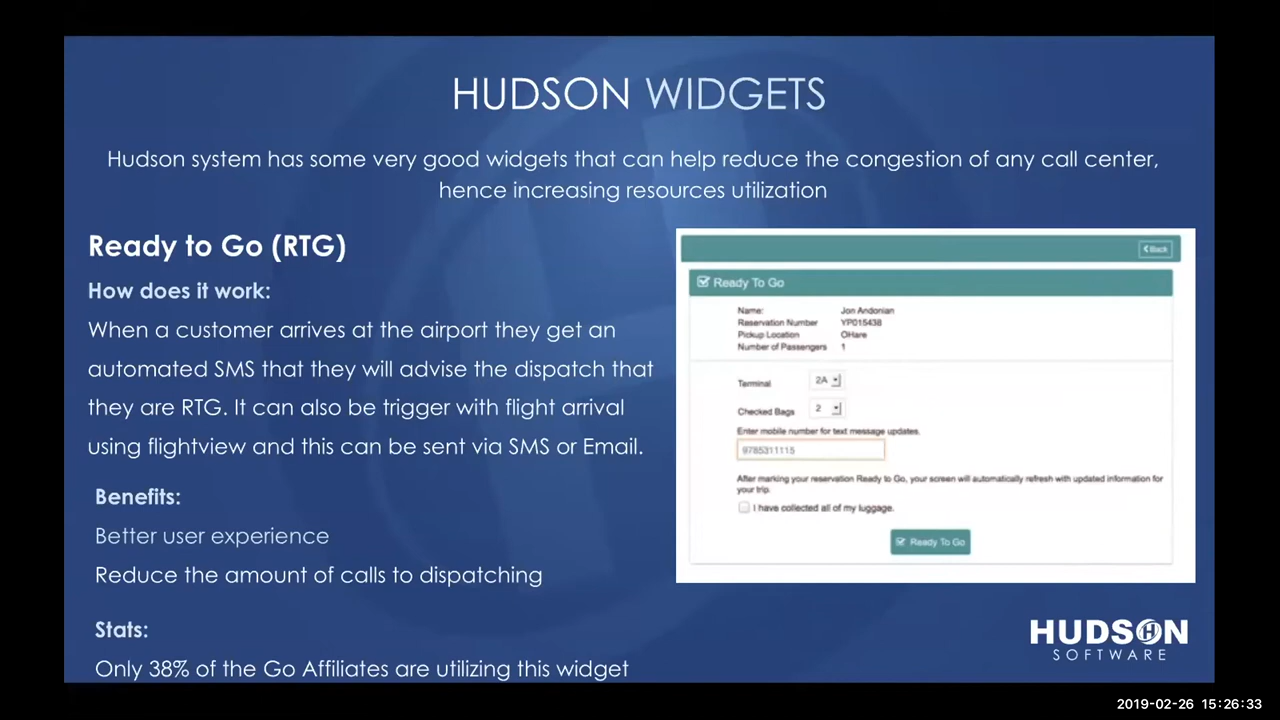 HUDSON WIDGETS
Hudson system has some very good widgets that can help reduce the congestion of any call center,
hence increasing resources utilization
Ready to Go (RTG)
How does it work:
When a customer arrives at the airport they get an
automated SMS that they will advise the dispatch that
they are RTG. It can also be trigger with flight arrival
using flightview and this can be sent via SMS or Email.
Benefits:
Better user experience
Reduce the amount of calls to dispatching
Stats:
Only 38% of the Go Affiliates are utilizing this widget
Back
Ready To Go
Name: Jon Andonian
Reservation Number YP015438
Pickup Location OHare
Number of Passengers 1
Terminal 2A
Checked Bags 2
Enter mobile number for text message updates.
9785311115
After marking your reservation Ready to Go, your screen will automatically refresh with updated information for
your trip.
I have collected all of my luggage.
Ready To Go
HUDSON
SOFTWARE
2019-02-26 15:26:33